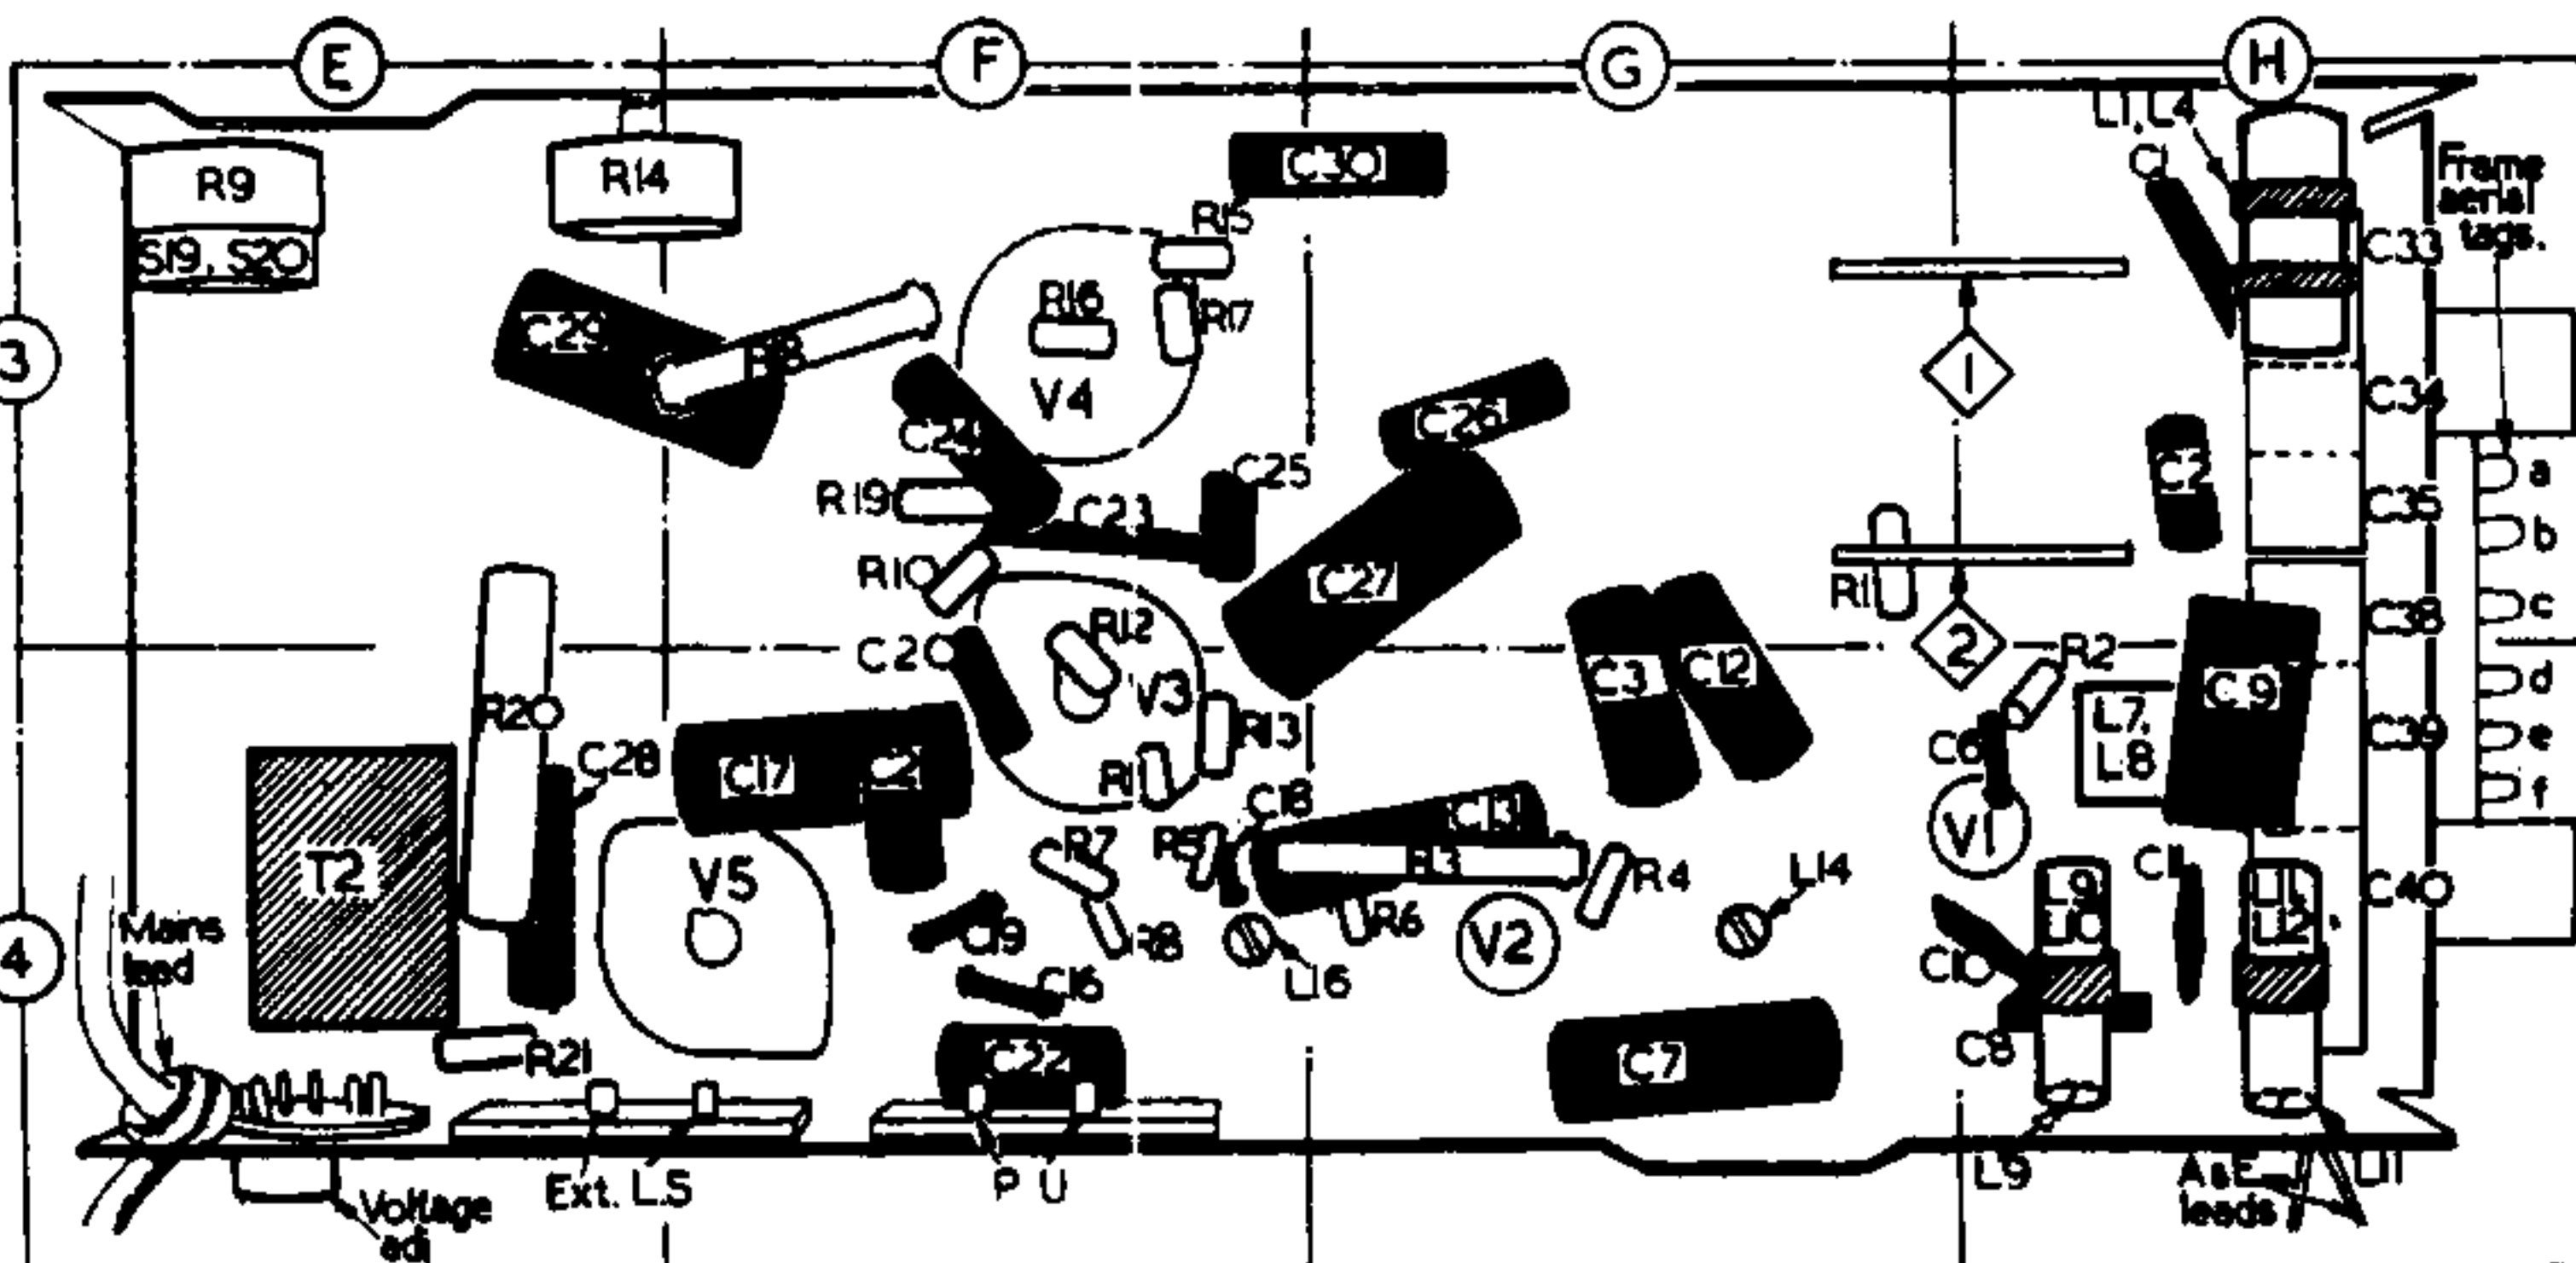 E
F
G
H
L1, L4
C1
Frame
aerial
tags.
R9
R14
C30
R15
S19, S20
C33
C29
R16
R17
R18
3
1
V4
C34
C24
C26
C25
C2
a
R19
C23
C35
b
R10
C27
R1
c
C38
C20
R12
2
R2
C3
C12
C9
d
R20
V3
R13
L7,
L8
C6
C39
e
C28
C17
C21
R11
f
C18
C13
V1
R7
R5
R3
R4
L14
C11
T2
V5
L9
L10
L11
L12
C40
Mains
lead
C19
R8
R6
V2
4
L16
C10
C16
R21
C22
C7
C8
Ext. L.S
P U
L9
A&E
leads
L11
Voltage
adj